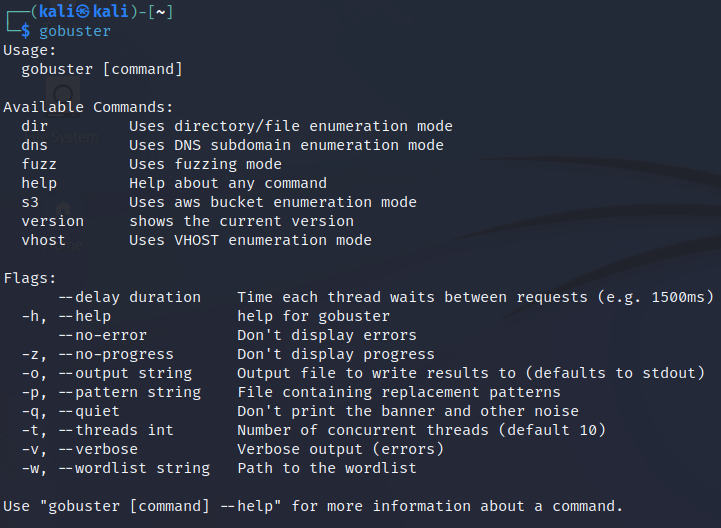 ┌──(kali㉿kali)-[~]
└─$ gobuster
Usage:
  gobuster [command]

Available Commands:
  dir         Uses directory/file enumeration mode
  dns         Uses DNS subdomain enumeration mode
  fuzz        Uses fuzzing mode
  help        Help about any command
  s3          Uses aws bucket enumeration mode
  version     shows the current version
  vhost       Uses VHOST enumeration mode

Flags:
      --delay duration    Time each thread waits between requests (e.g. 1500ms)
  -h, --help              help for gobuster
      --no-error          Don't display errors
  -z, --no-progress       Don't display progress
  -o, --output string     Output file to write results to (defaults to stdout)
  -p, --pattern string    File containing replacement patterns
  -q, --quiet             Don't print the banner and other noise
  -t, --threads int       Number of concurrent threads (default 10)
  -v, --verbose           Verbose output (errors)
  -w, --wordlist string   Path to the wordlist

Use "gobuster [command] --help" for more information about a command.